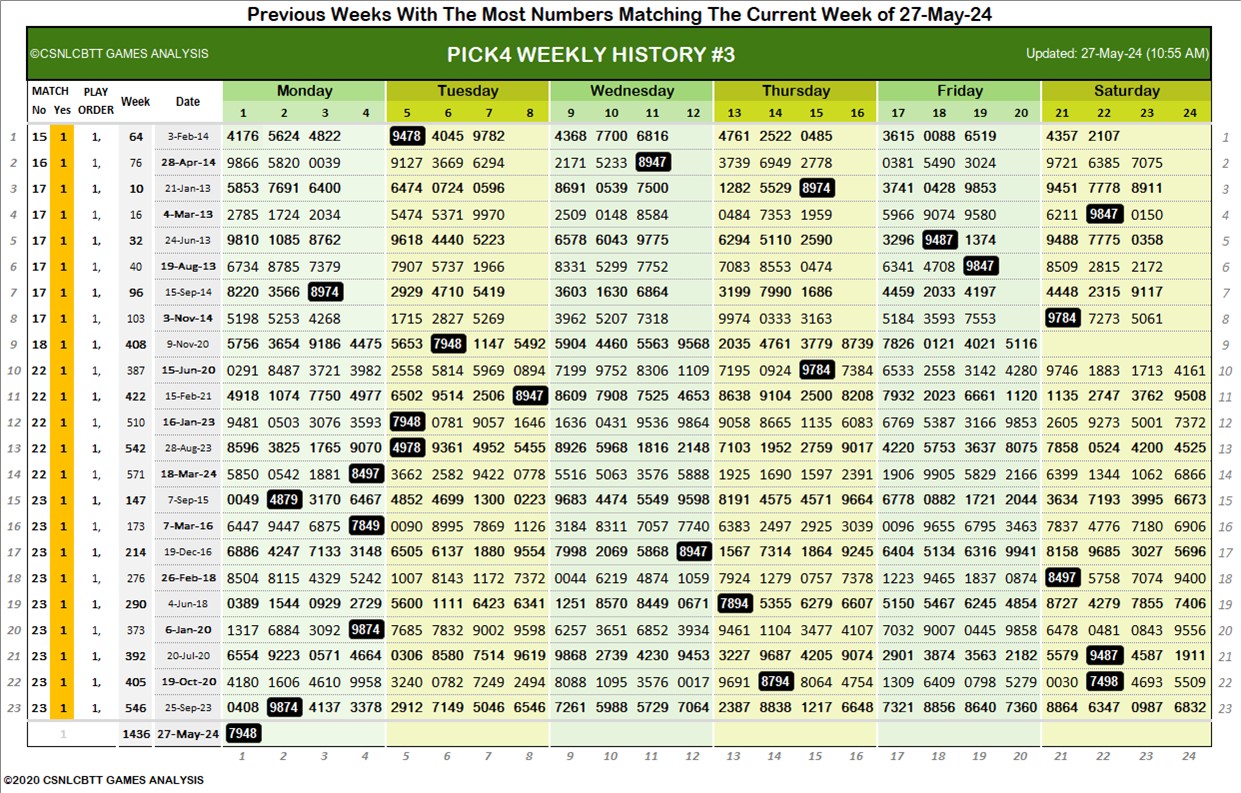 Previous Weeks With The Most Numbers Matching The Current Week of 27-May-24
©CSNLCBTT GAMES ANALYSIS PICK4 WEEKLY HISTORY #3 Updated: 27-May-24 (10:55 AM)
MATCH PLAY Week Date Monday Tuesday Wednesday Thursday Friday Saturday
No Yes ORDER 1 2 3 4 5 6 7 8 9 10 11 12 13 14 15 16 17 18 19 20 21 22 23 24
1 15 1 1, 64 3-Feb-14 4176 5624 4822 9478 4045 9782 4368 7700 6816 4761 2522 0485 3615 0088 6519 4357 2107 1
2 16 1 1, 76 28-Apr-14 9866 5820 0039 9127 3669 6294 2171 5233 8947 3739 6949 2778 0381 5490 3024 9721 6385 7075 2
3 17 1 1, 10 21-Jan-13 5853 7691 6400 6474 0724 0596 8691 0539 7500 1282 5529 8974 3741 0428 9853 9451 7778 8911 3
4 17 1 1, 16 4-Mar-13 2785 1724 2034 5474 5371 9970 2509 0148 8584 0484 7353 1959 5966 9074 9580 6211 9847 0150 4
5 17 1 1, 32 24-Jun-13 9810 1085 8762 9618 4440 5223 6578 6043 9775 6294 5110 2590 3296 9487 1374 9488 7775 0358 5
6 17 1 1, 40 19-Aug-13 6734 8785 7379 7907 5737 1966 8331 5299 7752 7083 8553 0474 6341 4708 9847 8509 2815 2172 6
7 17 1 1, 96 15-Sep-14 8220 3566 8974 2929 4710 5419 3603 1630 6864 3199 7990 1686 4459 2033 4197 4448 2315 9117 7
8 17 1 1, 103 3-Nov-14 5198 5253 4268 1715 2827 5269 3962 5207 7318 9974 0333 3163 5184 3593 7553 9784 7273 5061 8
9 18 1 1, 408 9-Nov-20 5756 3654 9186 4475 5653 7948 1147 5492 5904 4460 5563 9568 2035 4761 3779 8739 7826 0121 4021 5116 9
10 22 1 1, 387 15-Jun-20 0291 8487 3721 3982 2558 5814 5969 0894 7199 9752 8306 1109 7195 0924 9784 7384 6533 2558 3142 4280 9746 1883 1713 4161 10
11 22 1 1, 422 15-Feb-21 4918 1074 7750 4977 6502 9514 2506 8947 8609 7908 7525 4653 8638 9104 2500 8208 7932 2023 6661 1120 1135 2747 3762 9508 11
12 22 1 1, 510 16-Jan-23 9481 0503 3076 3593 7948 0781 9057 1646 1636 0431 9536 9864 9058 8665 1135 6083 6769 5387 3166 9853 2605 9273 5001 7372 12
13 22 1 1, 542 28-Aug-23 8596 3825 1765 9070 4978 9361 4952 5455 8926 5968 1816 2148 7103 1952 2759 9017 4220 5753 3637 8075 7858 0524 4200 4525 13
14 22 1 1, 571 18-Mar-24 5850 0542 1881 8497 3662 2582 9422 0778 5516 5063 3576 5888 1925 1690 1597 2391 1906 9905 5829 2166 6399 1344 1062 6866 14
15 23 1 1, 147 7-Sep-15 0049 4879 3170 6467 4852 4699 1300 0223 9683 4474 5549 9598 8191 4575 4571 9664 6778 0882 1721 2044 3634 7193 3995 6673 15
16 23 1 1, 173 7-Mar-16 6447 9447 6875 7849 0090 8995 7869 1126 3184 8311 7057 7740 6383 2497 2925 3039 0096 9655 6795 3463 7837 4776 7180 6906 16
17 23 1 1, 214 19-Dec-16 6886 4247 7133 3148 6505 6137 1880 9554 7998 2069 5868 8947 1567 7314 1864 9245 6404 5134 6316 9941 8158 9685 3027 5696 17
18 23 1 1, 276 26-Feb-18 8504 8115 4329 5242 1007 8143 1172 7372 0044 6219 4874 1059 7924 1279 0757 7378 1223 9465 1837 0874 8497 5758 7074 9400 18
19 23 1 1, 290 4-Jun-18 0389 1544 0929 2729 5600 1111 6423 6341 1251 8570 8449 0671 7894 5355 6279 6607 5150 5467 6245 4854 8727 4279 7855 7406 19
20 23 1 1, 373 6-Jan-20 1317 6884 3092 9874 7685 7832 9002 9598 6257 3651 6852 3934 9461 1104 3477 4107 7032 9007 0445 9858 6478 0481 0843 9556 20
21 23 1 1, 392 20-Jul-20 6554 9223 0571 4664 0306 8580 7514 9619 9868 2739 4230 9453 3227 9687 4205 9074 2901 3874 3563 2182 5579 9487 4587 1911 21
22 23 1 1, 405 19-Oct-20 4180 1606 4610 9958 3240 0782 7249 2494 8088 1095 3576 0017 9691 8794 8064 4754 1309 6409 0798 5279 0030 7498 4693 5509 22
23 23 1 1, 546 25-Sep-23 0408 9874 4137 3378 2912 7149 5046 6546 7261 5988 5729 7064 2387 8838 1217 6648 7321 8856 8640 7360 8864 6347 0987 6832 23
1 1436 27-May-24 7948
1 2 3 4 5 6 7 8 9 10 11 12 13 14 15 16 17 18 19 20 21 22 23 24
©2020 CSNLCBTT GAMES ANALYSIS